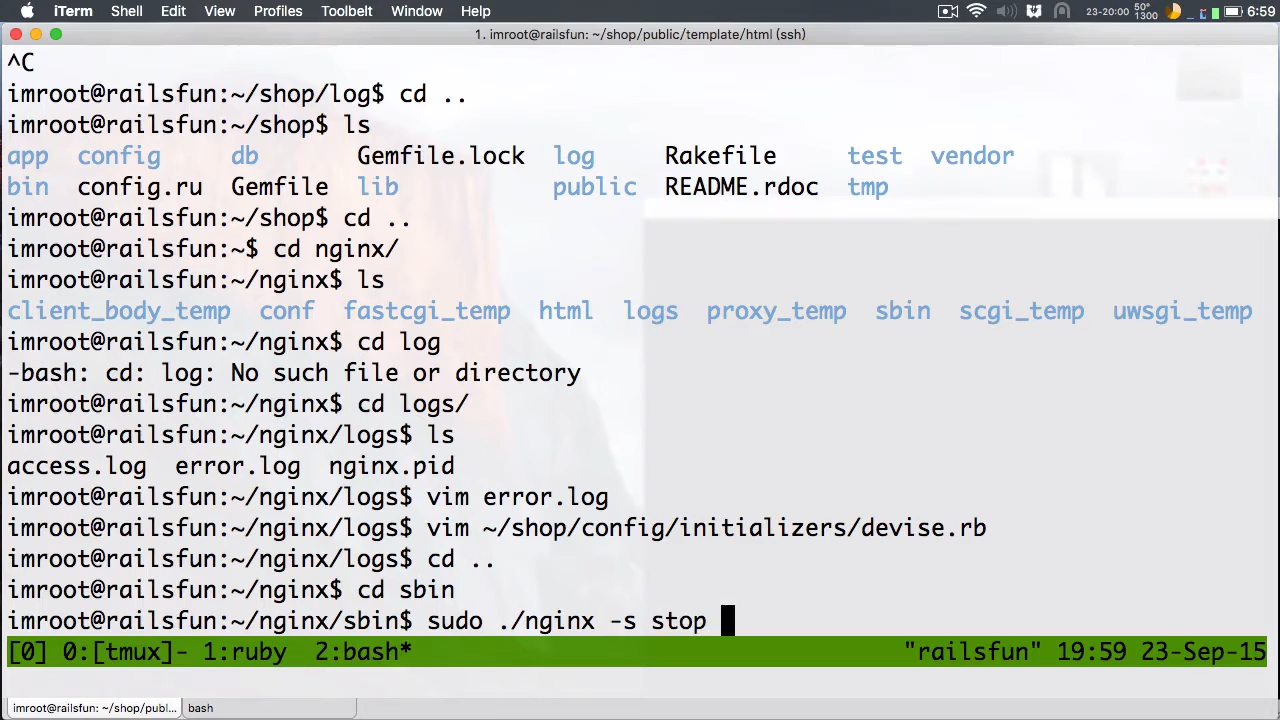 iTerm Shell Edit View Profiles Toolbelt Window Help 23-20:00 50° 1300 6:59
1. imroot@railsfun: ~/shop/public/template/html (ssh)
^C
imroot@railsfun:~/shop/log$ cd ..
imroot@railsfun:~/shop$ ls
app config db Gemfile.lock log Rakefile test vendor
bin config.ru Gemfile lib public README.rdoc tmp
imroot@railsfun:~/shop$ cd ..
imroot@railsfun:~$ cd nginx/
imroot@railsfun:~/nginx$ ls
client_body_temp conf fastcgi_temp html logs proxy_temp sbin scgi_temp uwsgi_temp
imroot@railsfun:~/nginx$ cd log
-bash: cd: log: No such file or directory
imroot@railsfun:~/nginx$ cd logs/
imroot@railsfun:~/nginx/logs$ ls
access.log error.log nginx.pid
imroot@railsfun:~/nginx/logs$ vim error.log
imroot@railsfun:~/nginx/logs$ vim ~/shop/config/initializers/devise.rb
imroot@railsfun:~/nginx/logs$ cd ..
imroot@railsfun:~/nginx$ cd sbin
imroot@railsfun:~/nginx/sbin$ sudo ./nginx -s stop
[0] 0:[tmux]- 1:ruby 2:bash* "railsfun" 19:59 23-Sep-15
imroot@railsfun: ~/shop/publ... bash